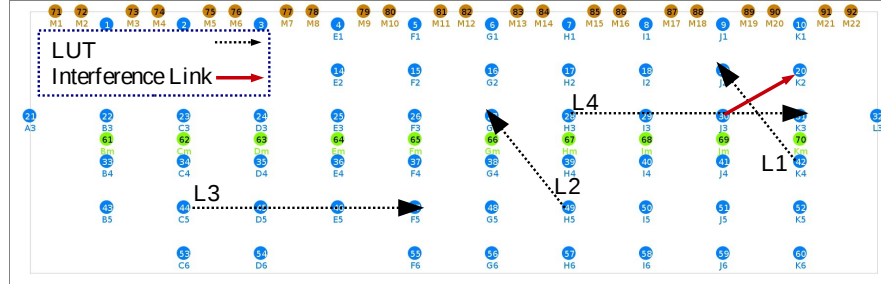 71 72 1 73 74 2 75 76 3 77 78 4 79 80 5 81 82 6 83 84 7 85 86 8 87 88 9 89 90 10 91 92
M1 M2 M3 M4 M5 M6 M7 M8 E1 M9 M10 F1 M11 M12 G1 M13 M14 H1 M15 M16 I1 M17 M18 J1 M19 M20 K1 M21 M22
LUT
Interference Link
14 15 16 17 18 20
E2 F2 G2 H2 I2 K2
L4
21 22 23 24 25 26 28 29 30 31 32
A3 B3 C3 D3 E3 F3 H3 I3 J3 K3 L3
61 62 63 64 65 66 67 68 69 70
Bm Cm Dm Em Fm Gm Hm Im Jm Km
33 34 35 36 37 38 39 40 41 42
B4 C4 D4 E4 F4 G4 H4 I4 J4 K4
L1
L3 L2
43 44 48 49 50 51 52
B5 C5 D5 E5 F5 G5 H5 I5 J5 K5
53 54 55 56 57 58 59 60
C6 D6 F6 G6 H6 I6 J6 K6